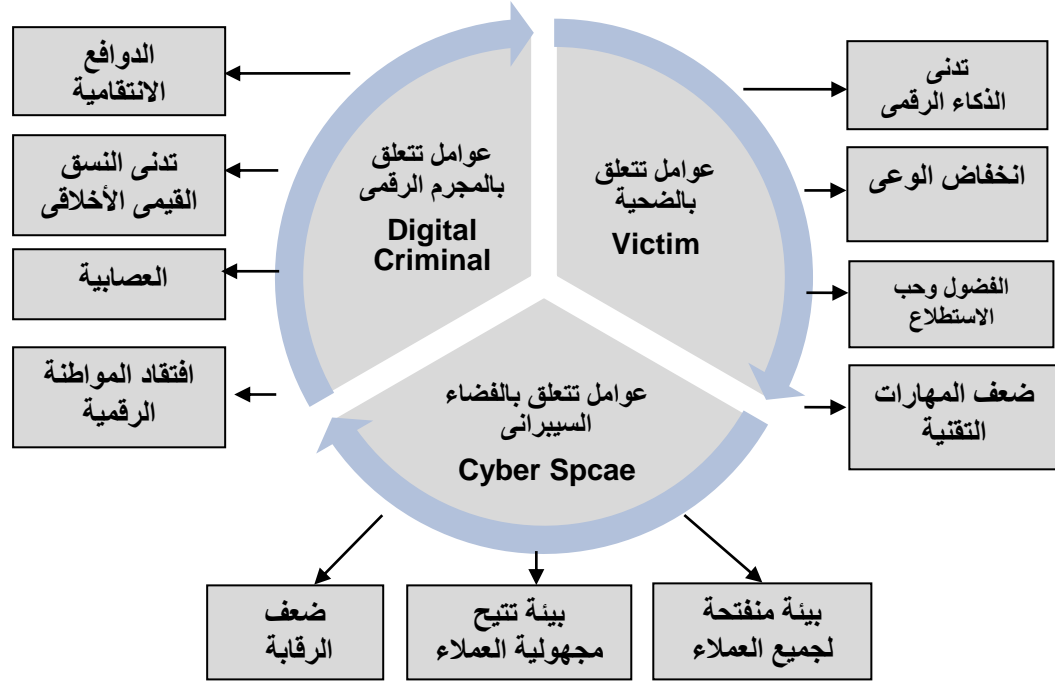 عوامل تتعلق
بالضحية
Victim
تدنى
الذكاء الرقمى
انخفاض الوعى
الفضول وحب
الاستطلاع
ضعف المهارات
التقنية
عوامل تتعلق
بالمجرم الرقمى
Digital
Criminal
الدوافع
الانتقامية
تدنى النسق
القيمى الأخلاقى
العصابية
افتقاد المواطنة
الرقمية
عوامل تتعلق بالفضاء
السيبرانى
Cyber Spcae
بيئة منفتحة
لجميع العملاء
بيئة تتيح
مجهولية العملاء
ضعف
الرقابة